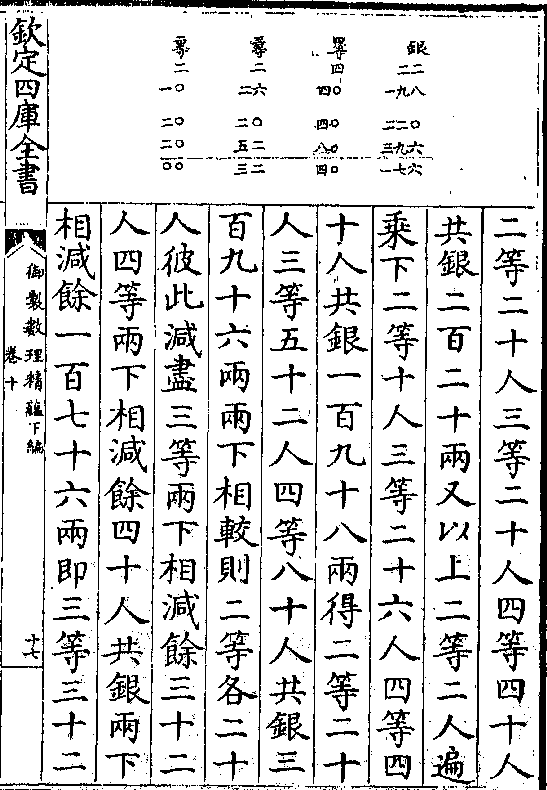 銀 二二 一九八 二二〇 三九六 一七六
四等 四 四〇 四〇 八〇 四〇
三等 二 二六 二〇 五二 三二
二等 二 一〇 二〇 二〇 〇〇
二等二十人三等二十人四等四十人
共銀二百二十兩又以上二等二人遍
乘下二等十人三等二十六人四等四
十人共銀一百九十八兩得二等二十
人三等五十二人四等八十人共銀三
百九十六兩兩下相較則二等各二十
人彼此減盡三等兩下相減餘三十二
人四等兩下相減餘四十人共銀兩下
相減餘一百七十六兩即三等三十二
欽定四庫全書
御製數理精蘊下編
卷十
十七